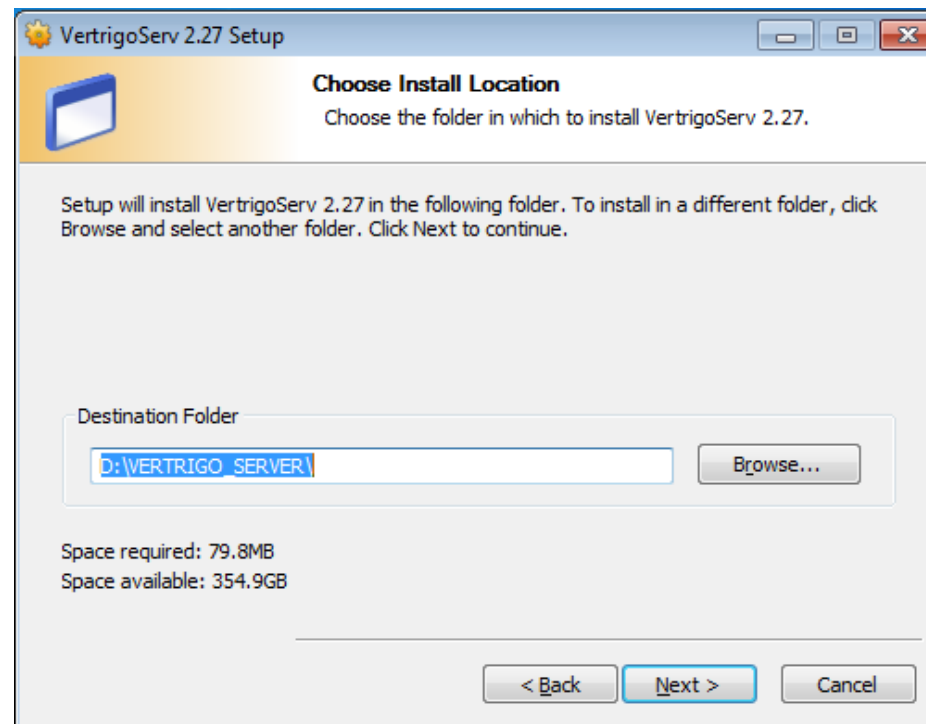 VertrigoServ 2.27 Setup
Choose Install Location
Choose the folder in which to install VertrigoServ 2.27.
Setup will install VertrigoServ 2.27 in the following folder. To install in a different folder, click
Browse and select another folder. Click Next to continue.
Destination Folder
D:\VERTRIGO_SERVER\
Browse...
Space required: 79.8MB
Space available: 354.9GB
< Back
Next >
Cancel